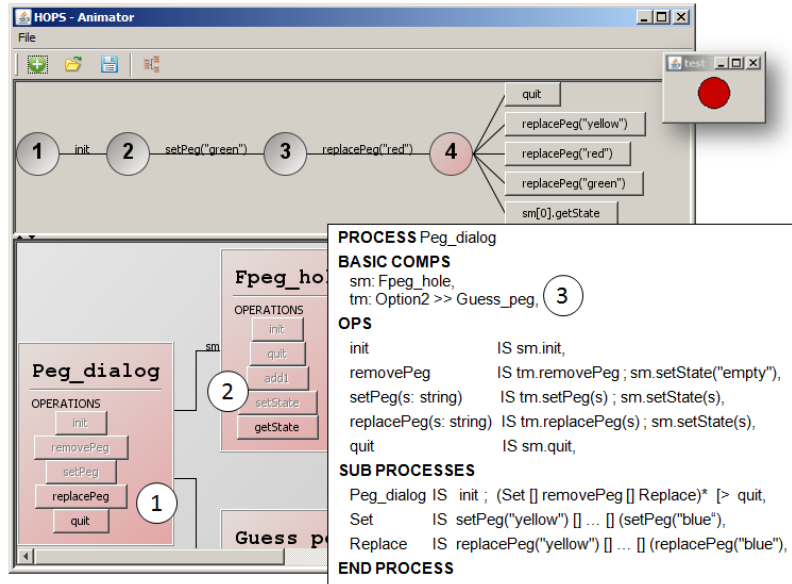 HOPS - Animator
File
test
1 init 2 setPeg("green") 3 replacePeg("red") 4
quit
replacePeg("yellow")
replacePeg("red")
replacePeg("green")
sm[0].getState
Peg_dialog
OPERATIONS
init
removePeg
setPeg
replacePeg
quit
1
sm
Fpeg_hol
OPERATIONS
init
quit
add1
setState
getState
2
Guess pe
PROCESS Peg_dialog
BASIC COMPS
sm: Fpeg_hole,
tm: Option2 >> Guess_peg,
3
OPS
init IS sm.init,
removePeg IS tm.removePeg ; sm.setState("empty"),
setPeg(s: string) IS tm.setPeg(s) ; sm.setState(s),
replacePeg(s: string) IS tm.replacePeg(s) ; sm.setState(s),
quit IS sm.quit,
SUB PROCESSES
Peg_dialog IS init ; (Set [] removePeg [] Replace)* [> quit,
Set IS setPeg("yellow") [] ... [] (setPeg("blue“),
Replace IS replacePeg("yellow") [] ... [] (replacePeg("blue"),
END PROCESS